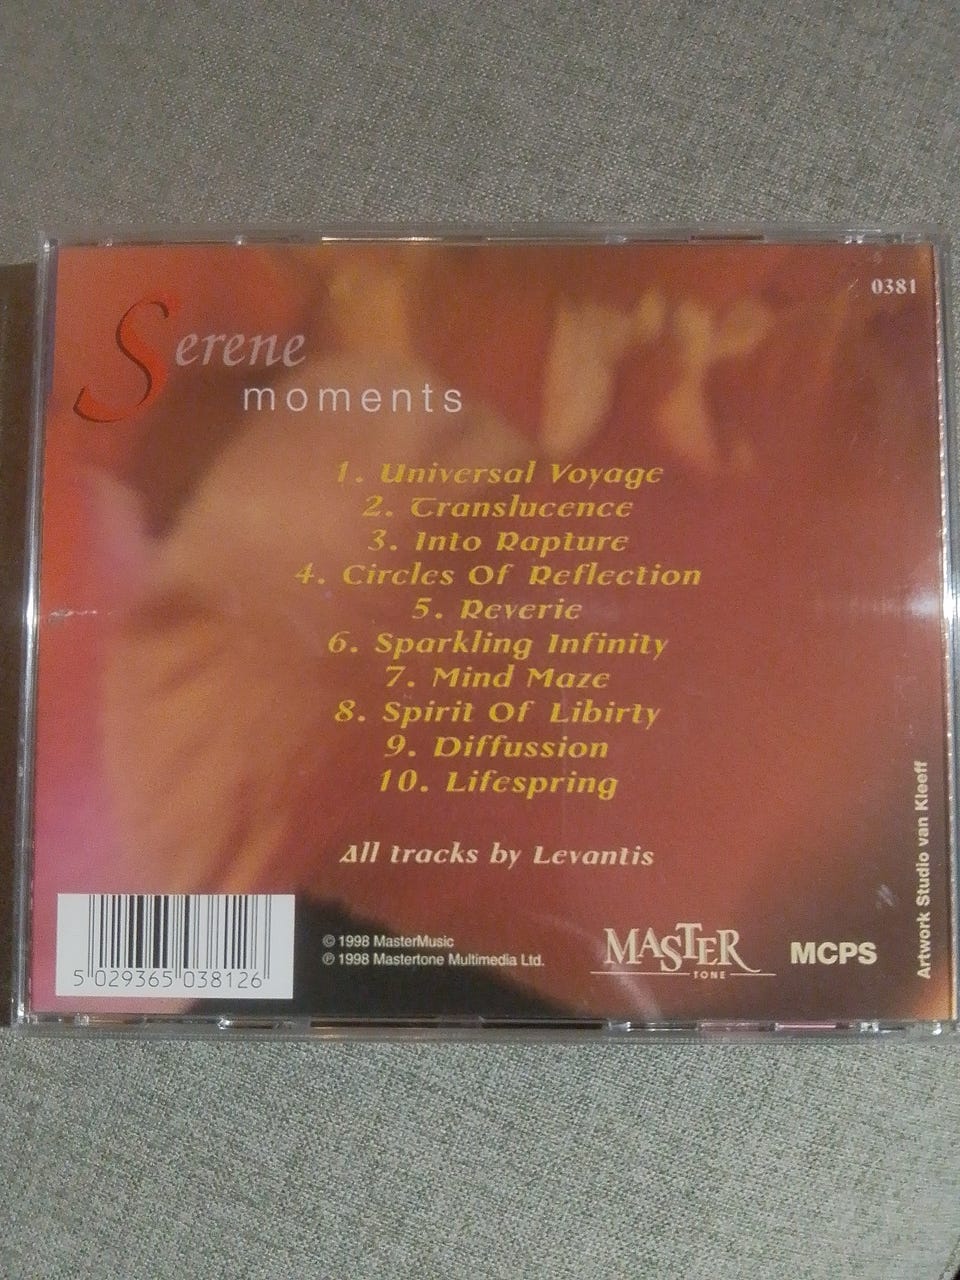 0381
Serene
moments
1. Universal Voyage
2. Translucence
3. Into Rapture
4. Circles Of Reflection
5. Reverie
6. Sparkling Infinity
7. Mind Maze
8. Spirit Of Libirty
9. Diffussion
10. Lifespring
All tracks by Levantis
5 029365 038126
© 1998 MasterMusic
℗ 1998 Mastertone Multimedia Ltd.
MASTER
TONE
MCPS
Artwork Studio van Kleeff